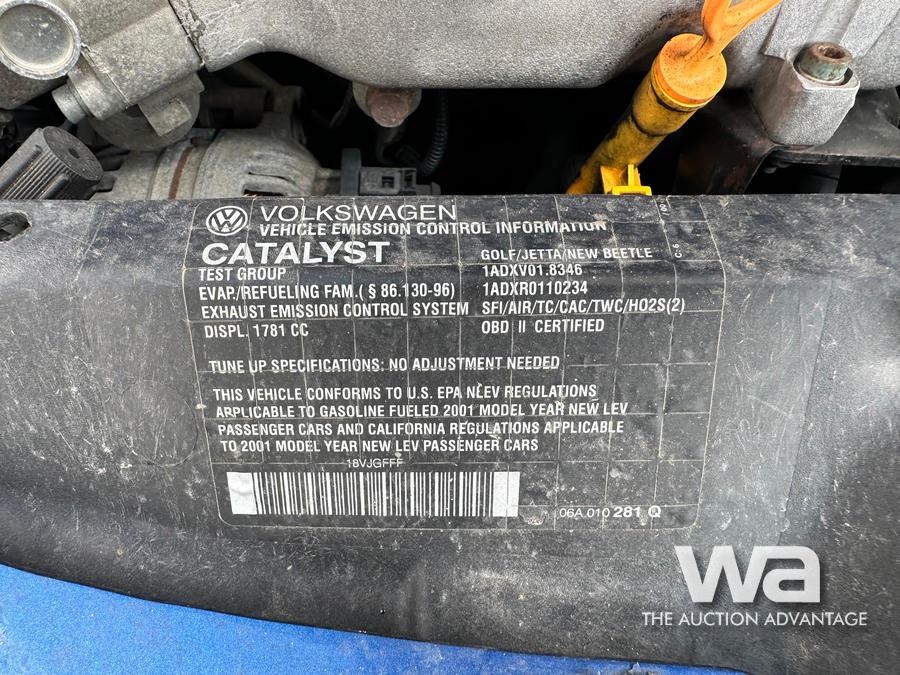 VOLKSWAGEN
VEHICLE EMISSION CONTROL INFORMATION
CATALYST GOLF/JETTA/NEW BEETLE
TEST GROUP 1ADXV01.8346
EVAP./REFUELING FAM.( § 86.130-96) 1ADXR0110234
EXHAUST EMISSION CONTROL SYSTEM SFI/AIR/TC/CAC/TWC/HO2S(2)
DISPL. 1781 CC OBD II CERTIFIED
TUNE UP SPECIFICATIONS: NO ADJUSTMENT NEEDED
THIS VEHICLE CONFORMS TO U.S. EPA NLEV REGULATIONS
APPLICABLE TO GASOLINE FUELED 2001 MODEL YEAR NEW LEV
PASSENGER CARS AND CALIFORNIA REGULATIONS APPLICABLE
TO 2001 MODEL YEAR NEW LEV PASSENGER CARS
18VJGFFF
06A 010 281 Q
wa
THE AUCTION ADVANTAGE